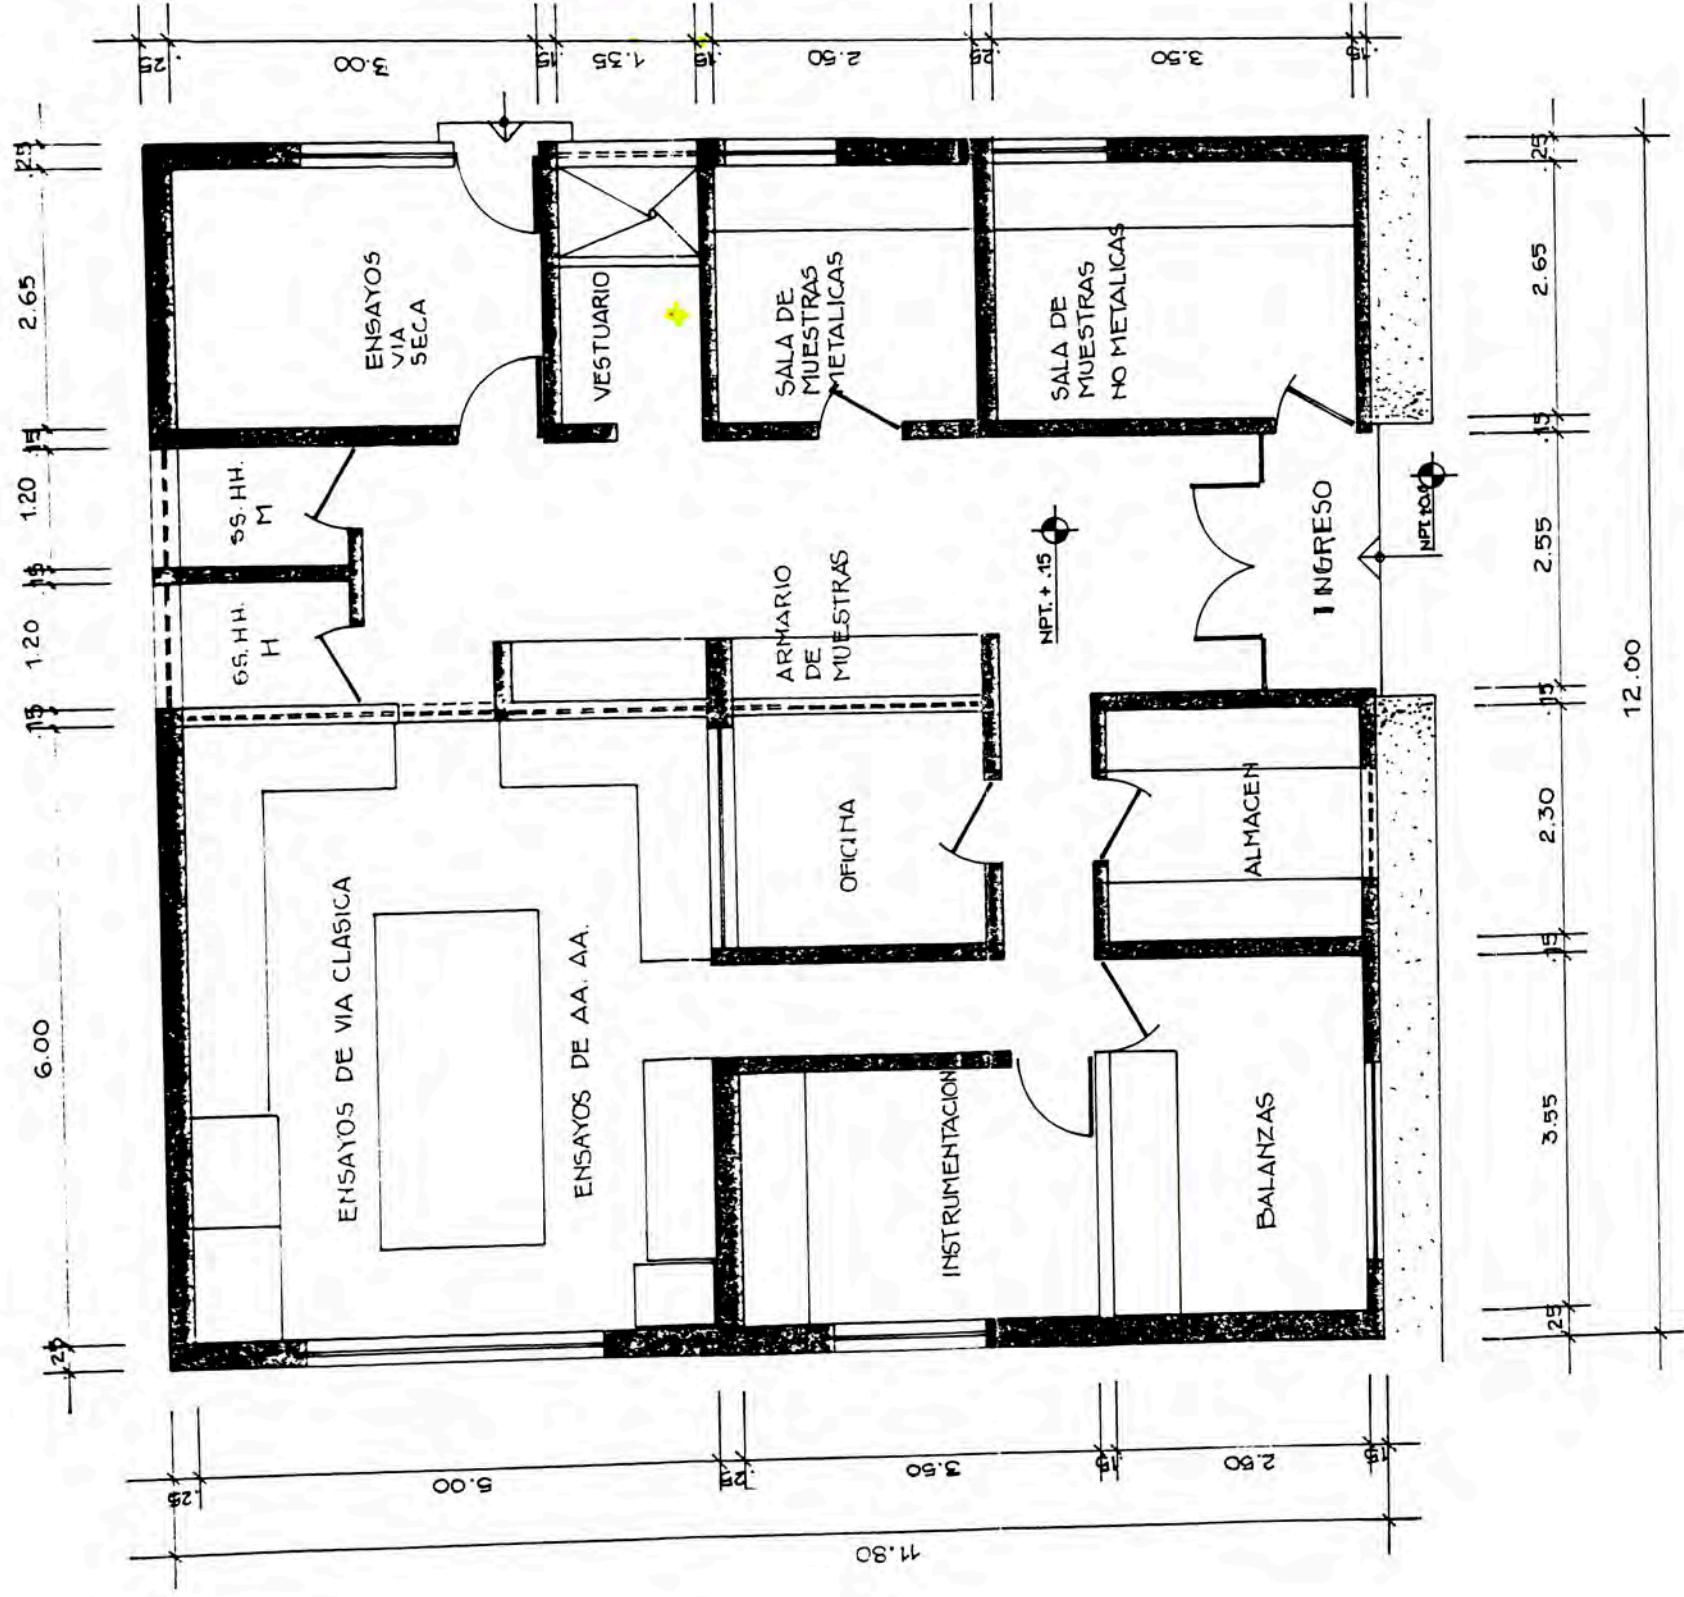 .25
3.00
.15
1.35
.15
2.50
.25
3.50
.15
.25
2.65
.15
1.20
.15
1.20
.15
6.00
.25
ENSAYOS
VIA
SECA
VESTUARIO
SALA DE
MUESTRAS
METALICAS
SALA DE
MUESTRAS
NO METALICAS
SS.HH.
M
SS.HH.
H
ARMARIO
DE
MUESTRAS
NPT. + .15
INGRESO
ENSAYOS DE VIA CLASICA
ENSAYOS DE AA. AA.
OFICINA
ALMACEN
INSTRUMENTACION
BALANZAS
.25
2.65
.15
2.55
.15
2.30
.15
3.55
.25
12.00
.25
5.00
.25
3.50
.15
2.50
.15
11.80